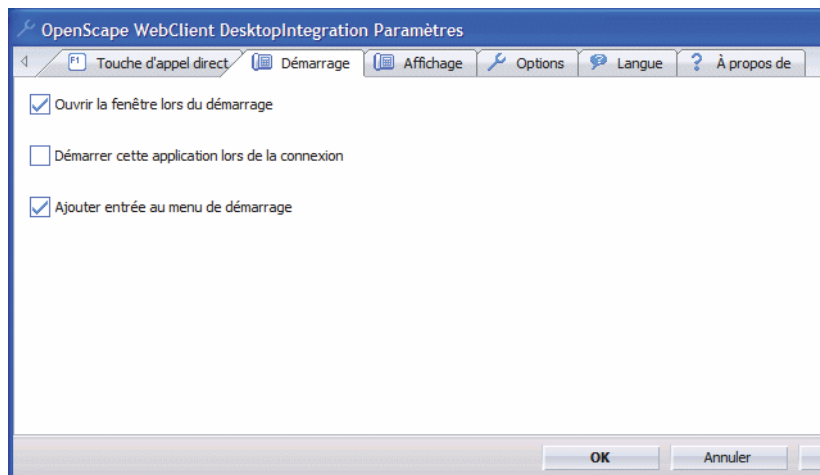 OpenScape WebClient DesktopIntegration Paramètres
F1 Touche d'appel direct Démarrage Affichage Options Langue ? À propos de
Ouvrir la fenêtre lors du démarrage
Démarrer cette application lors de la connexion
Ajouter entrée au menu de démarrage
OK Annuler